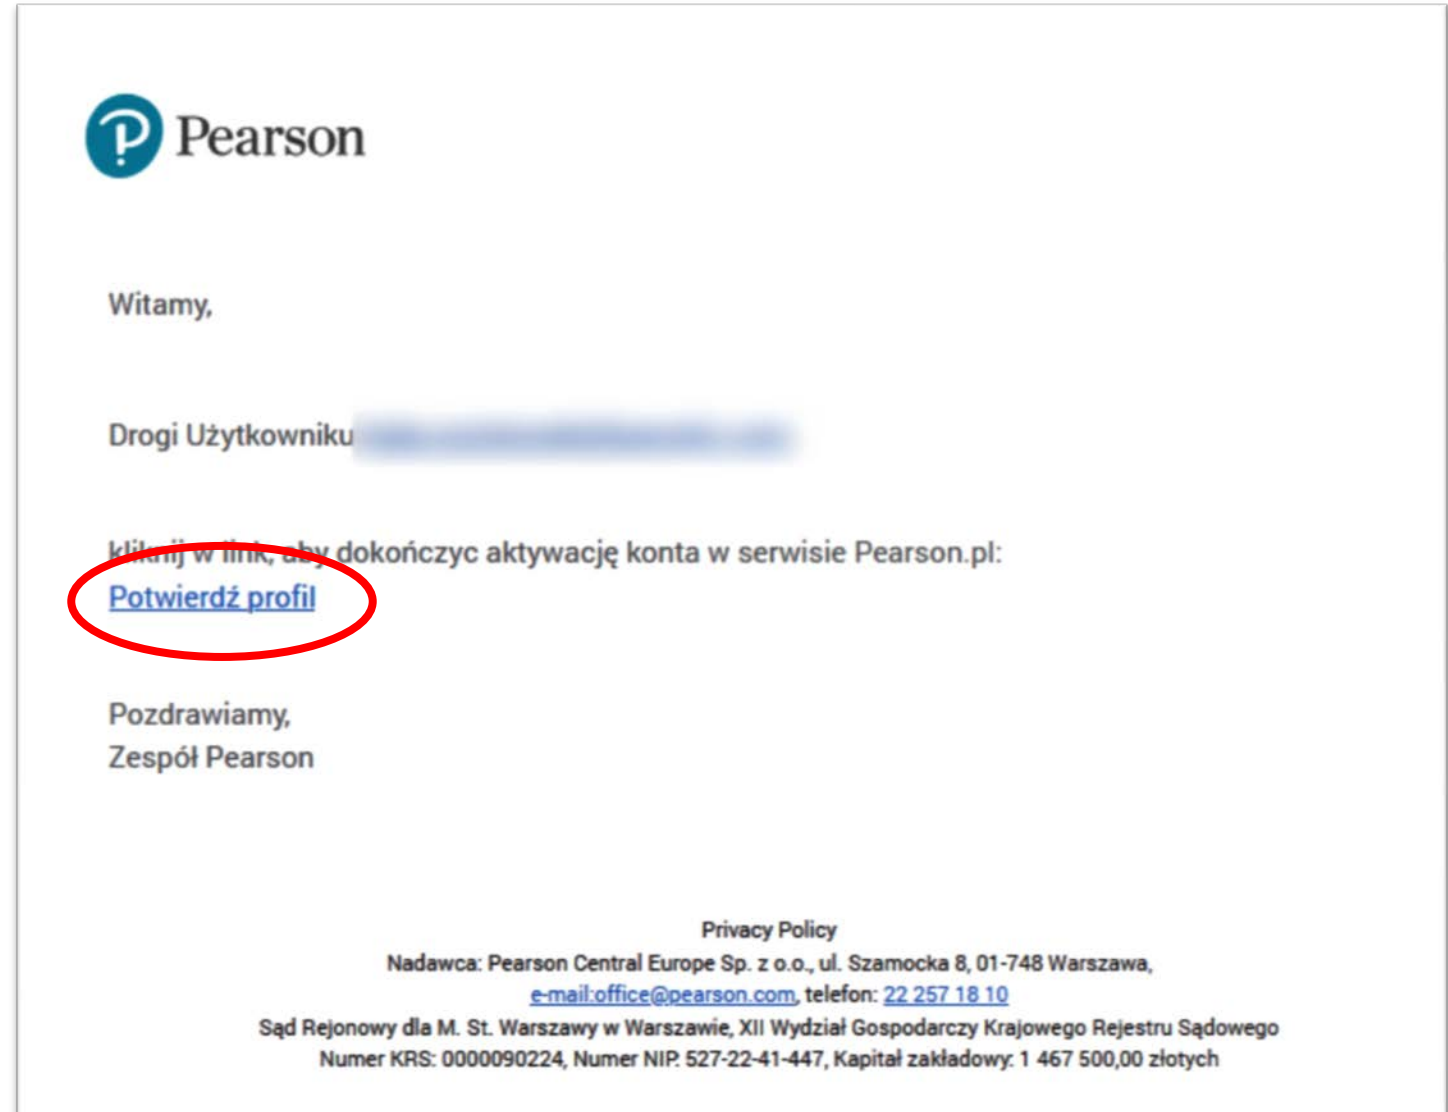 Pearson
Witamy,
Drogi Użytkowniku
kliknij w link, aby dokończyc aktywację konta w serwisie Pearson.pl:
Potwierdź profil
Pozdrawiamy,
Zespół Pearson
Privacy Policy
Nadawca: Pearson Central Europe Sp. z o.o., ul. Szamocka 8, 01-748 Warszawa,
e-mail:office@pearson.com, telefon: 22 257 18 10
Sąd Rejonowy dla M. St. Warszawy w Warszawie, XII Wydział Gospodarczy Krajowego Rejestru Sądowego
Numer KRS: 0000090224, Numer NIP: 527-22-41-447, Kapitał zakładowy: 1 467 500,00 złotych